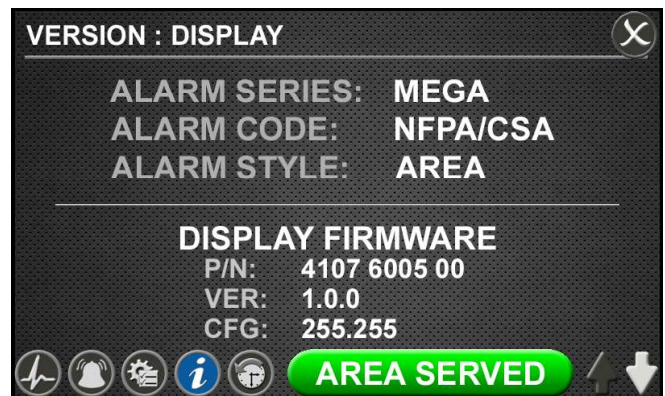 VERSION : DISPLAY
ALARM SERIES: MEGA
ALARM CODE: NFPA/CSA
ALARM STYLE: AREA
DISPLAY FIRMWARE
P/N: 4107 6005 00
VER: 1.0.0
CFG: 255.255
i AREA SERVED